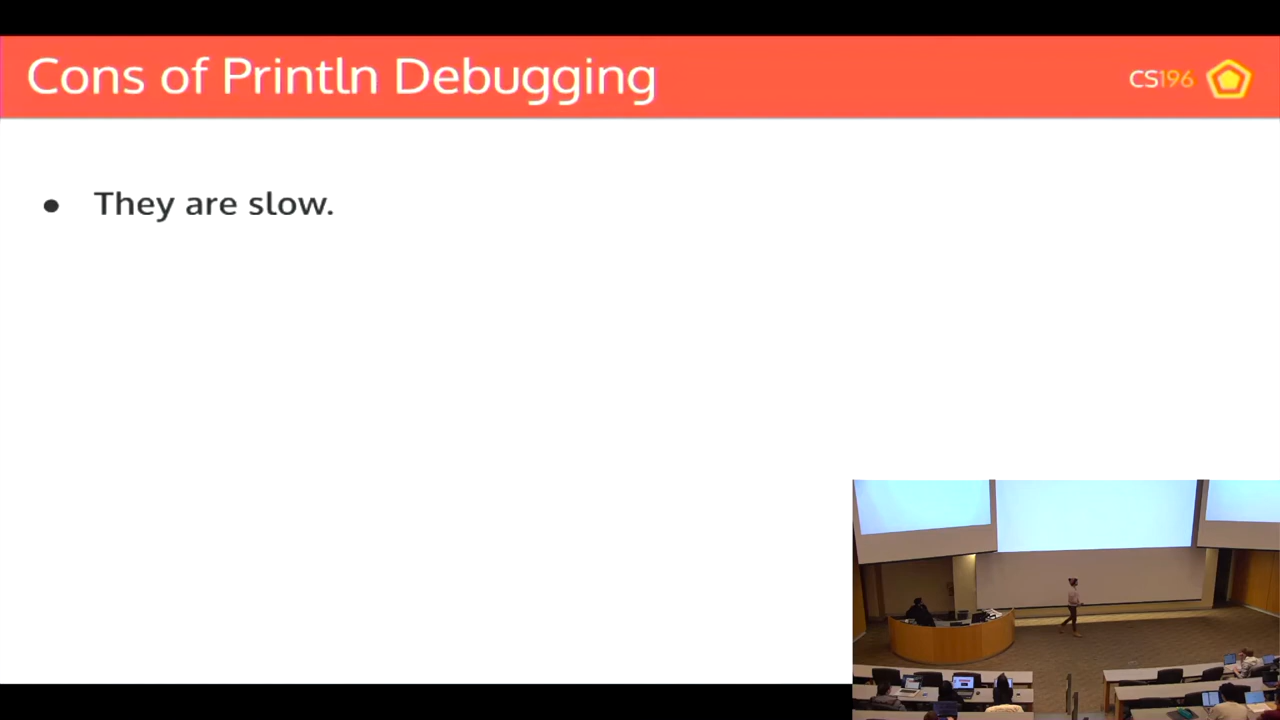 Cons of Println Debugging
CS196
● They are slow.